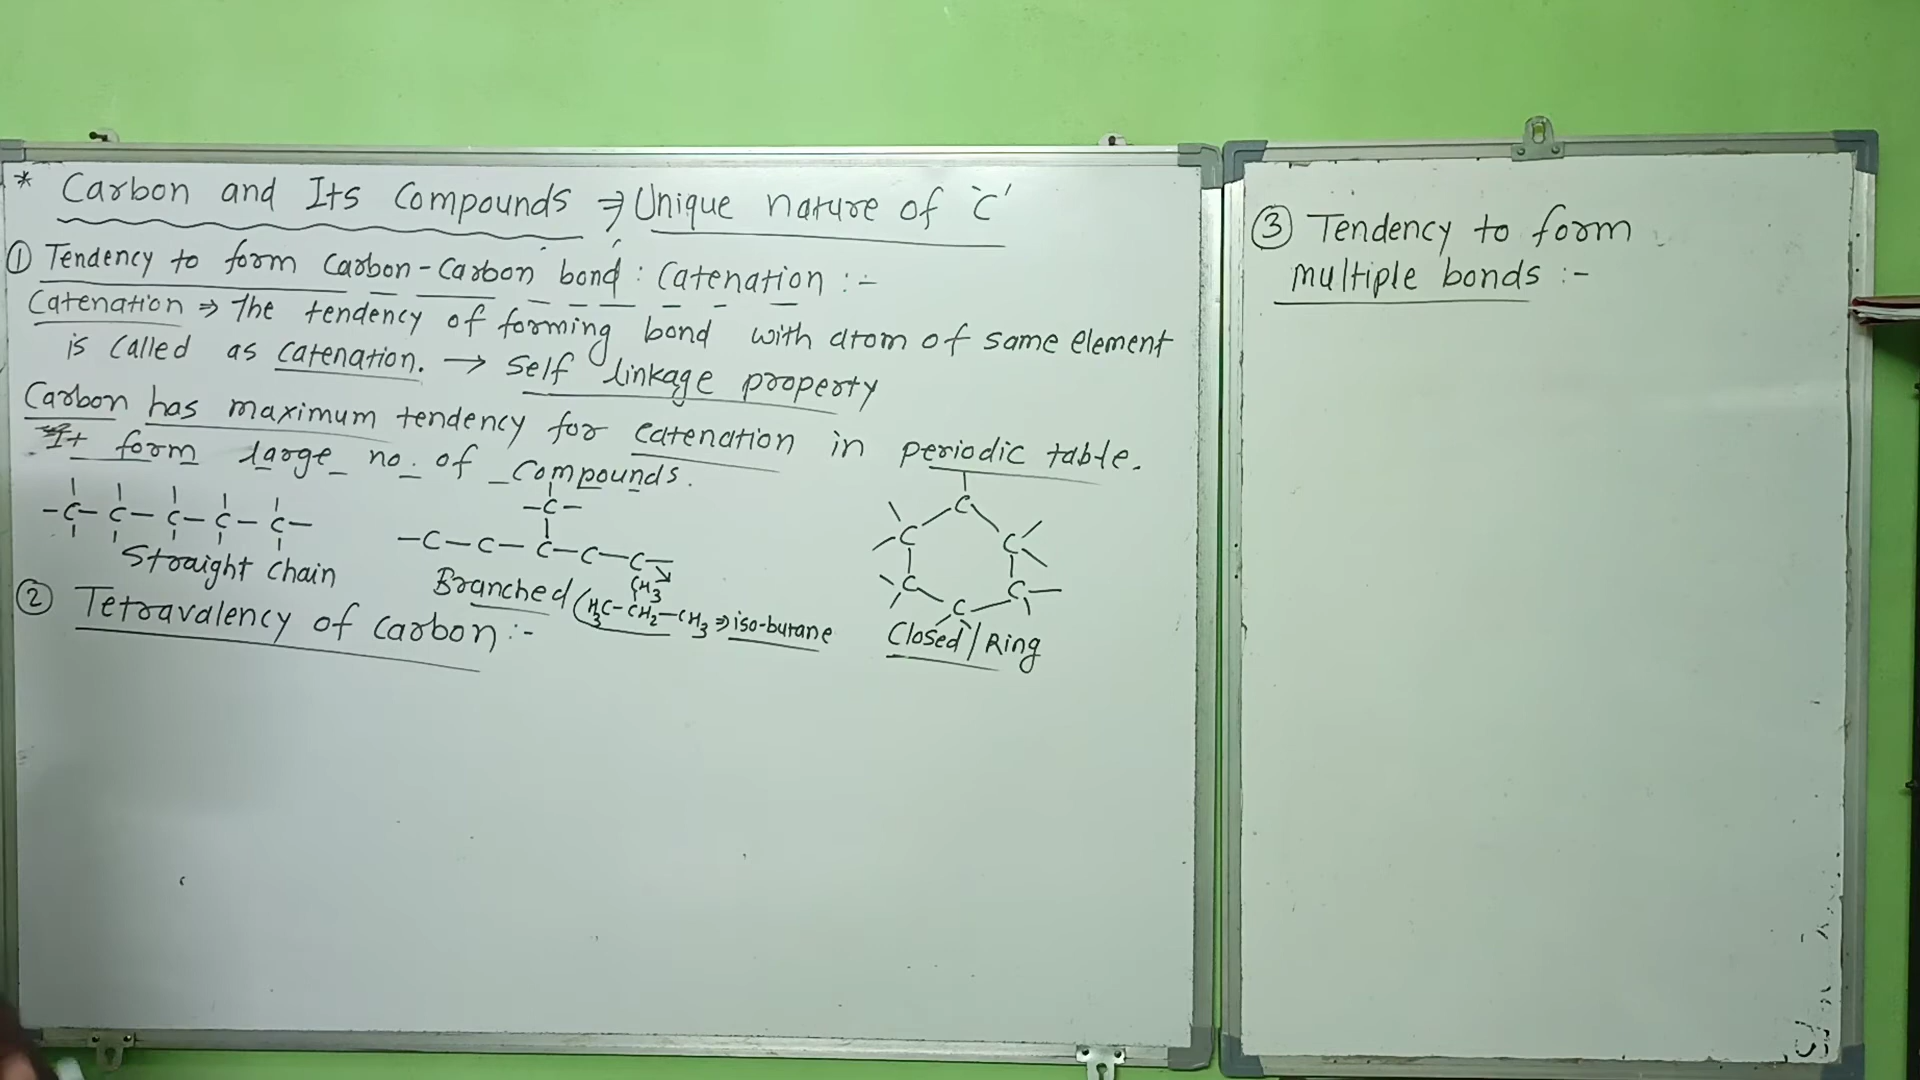 * Carbon and Its Compounds ⇒ Unique nature of 'C'
① Tendency to form Carbon-Carbon bond : Catenation :-
Catenation ⇒ The tendency of forming bond with atom of same element
is called as catenation. → Self linkage property
Carbon has maximum tendency for catenation in periodic table.
It form large no. of compounds.
-C-C-C-C-C-
Straight Chain
-C-
-C-C-C-C-C-
Branched
CH3
(H3C-CH2-CH3 ⇒ iso-butane
C
C C
C C
C
Closed/Ring
② Tetravalency of carbon :-
③ Tendency to form
multiple bonds :-